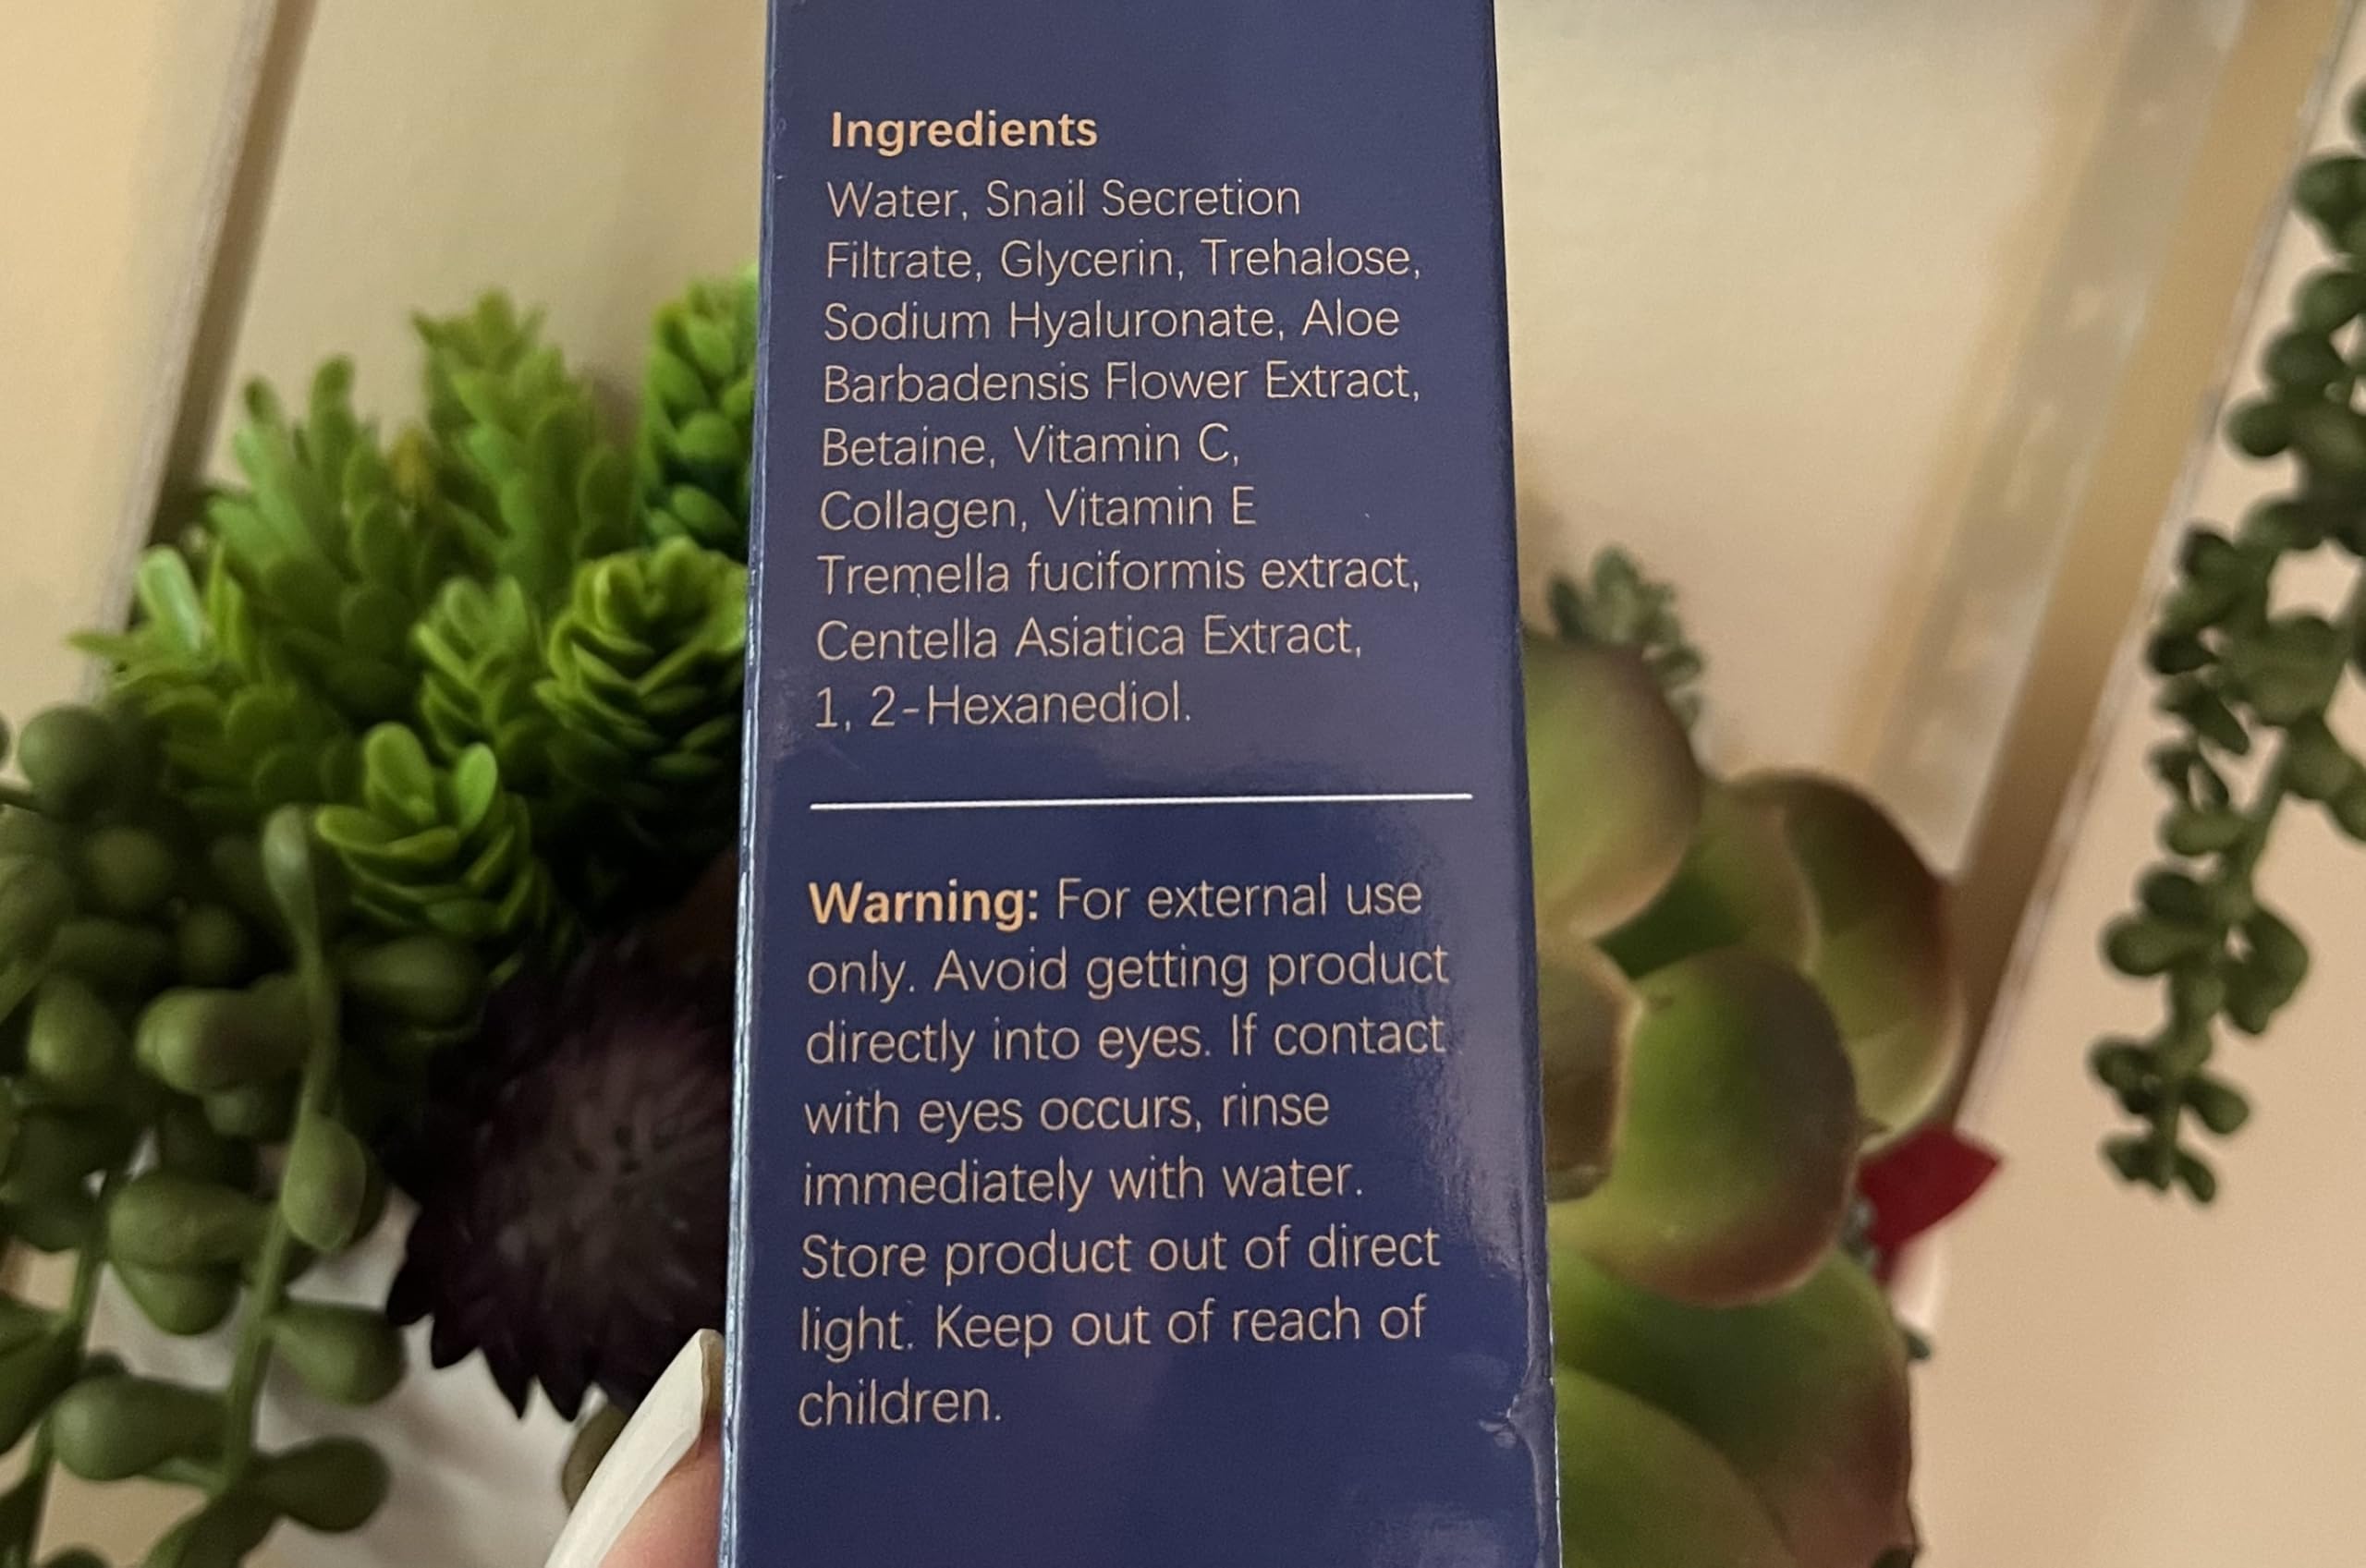 Ingredients
Water, Snail Secretion
Filtrate, Glycerin, Trehalose,
Sodium Hyaluronate, Aloe
Barbadensis Flower Extract,
Betaine, Vitamin C,
Collagen, Vitamin E
Tremella fuciformis extract,
Centella Asiatica Extract,
1, 2-Hexanediol.
Warning: For external use
only. Avoid getting product
directly into eyes. If contact
with eyes occurs, rinse
immediately with water.
Store product out of direct
light. Keep out of reach of
children.